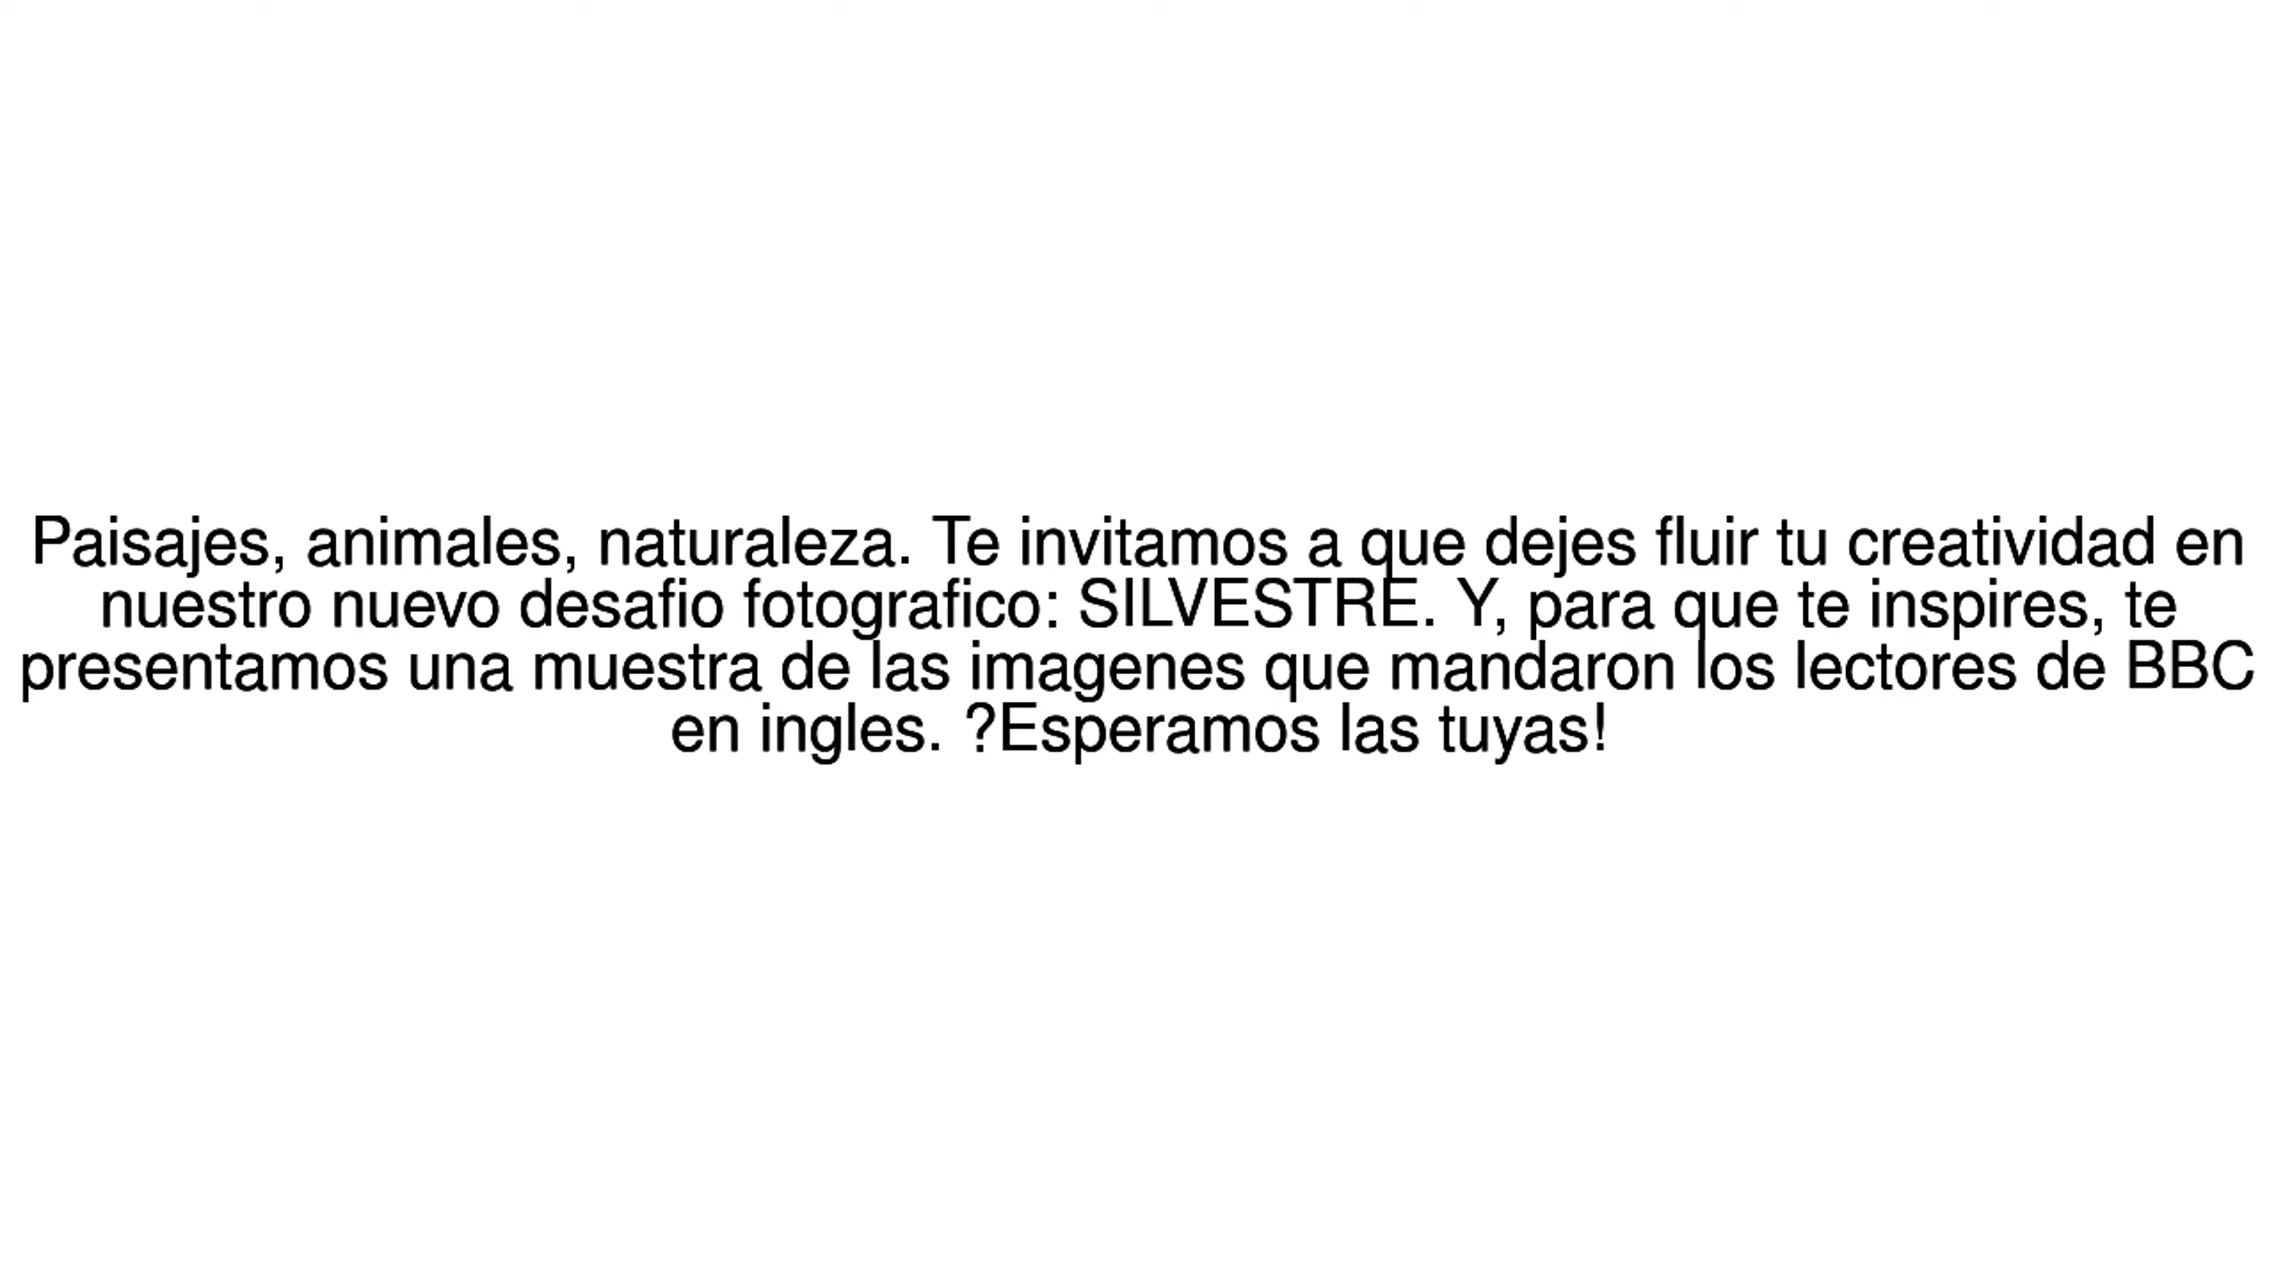 Paisajes, animales, naturaleza. Te invitamos a que dejes fluir tu creatividad en
nuestro nuevo desafio fotografico: SILVESTRE. Y, para que te inspires, te
presentamos una muestra de las imagenes que mandaron los lectores de BBC
en ingles. ?Esperamos las tuyas!